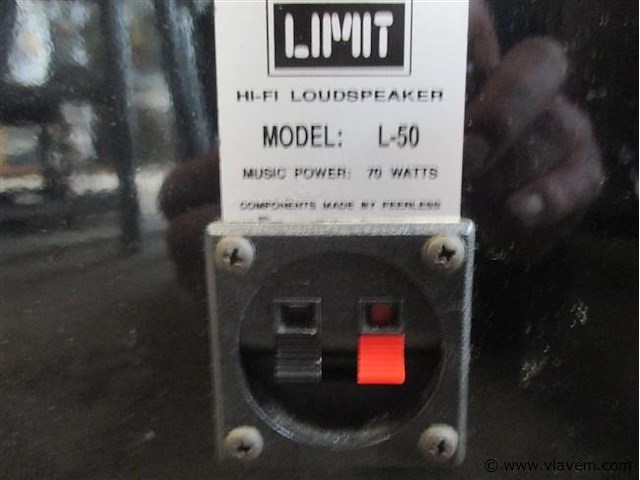 LIMIT
HI-FI LOUDSPEAKER
MODEL: L-50
MUSIC POWER: 70 WATTS
COMPONENTS MADE BY PEERLESS
© www.vlavem.com